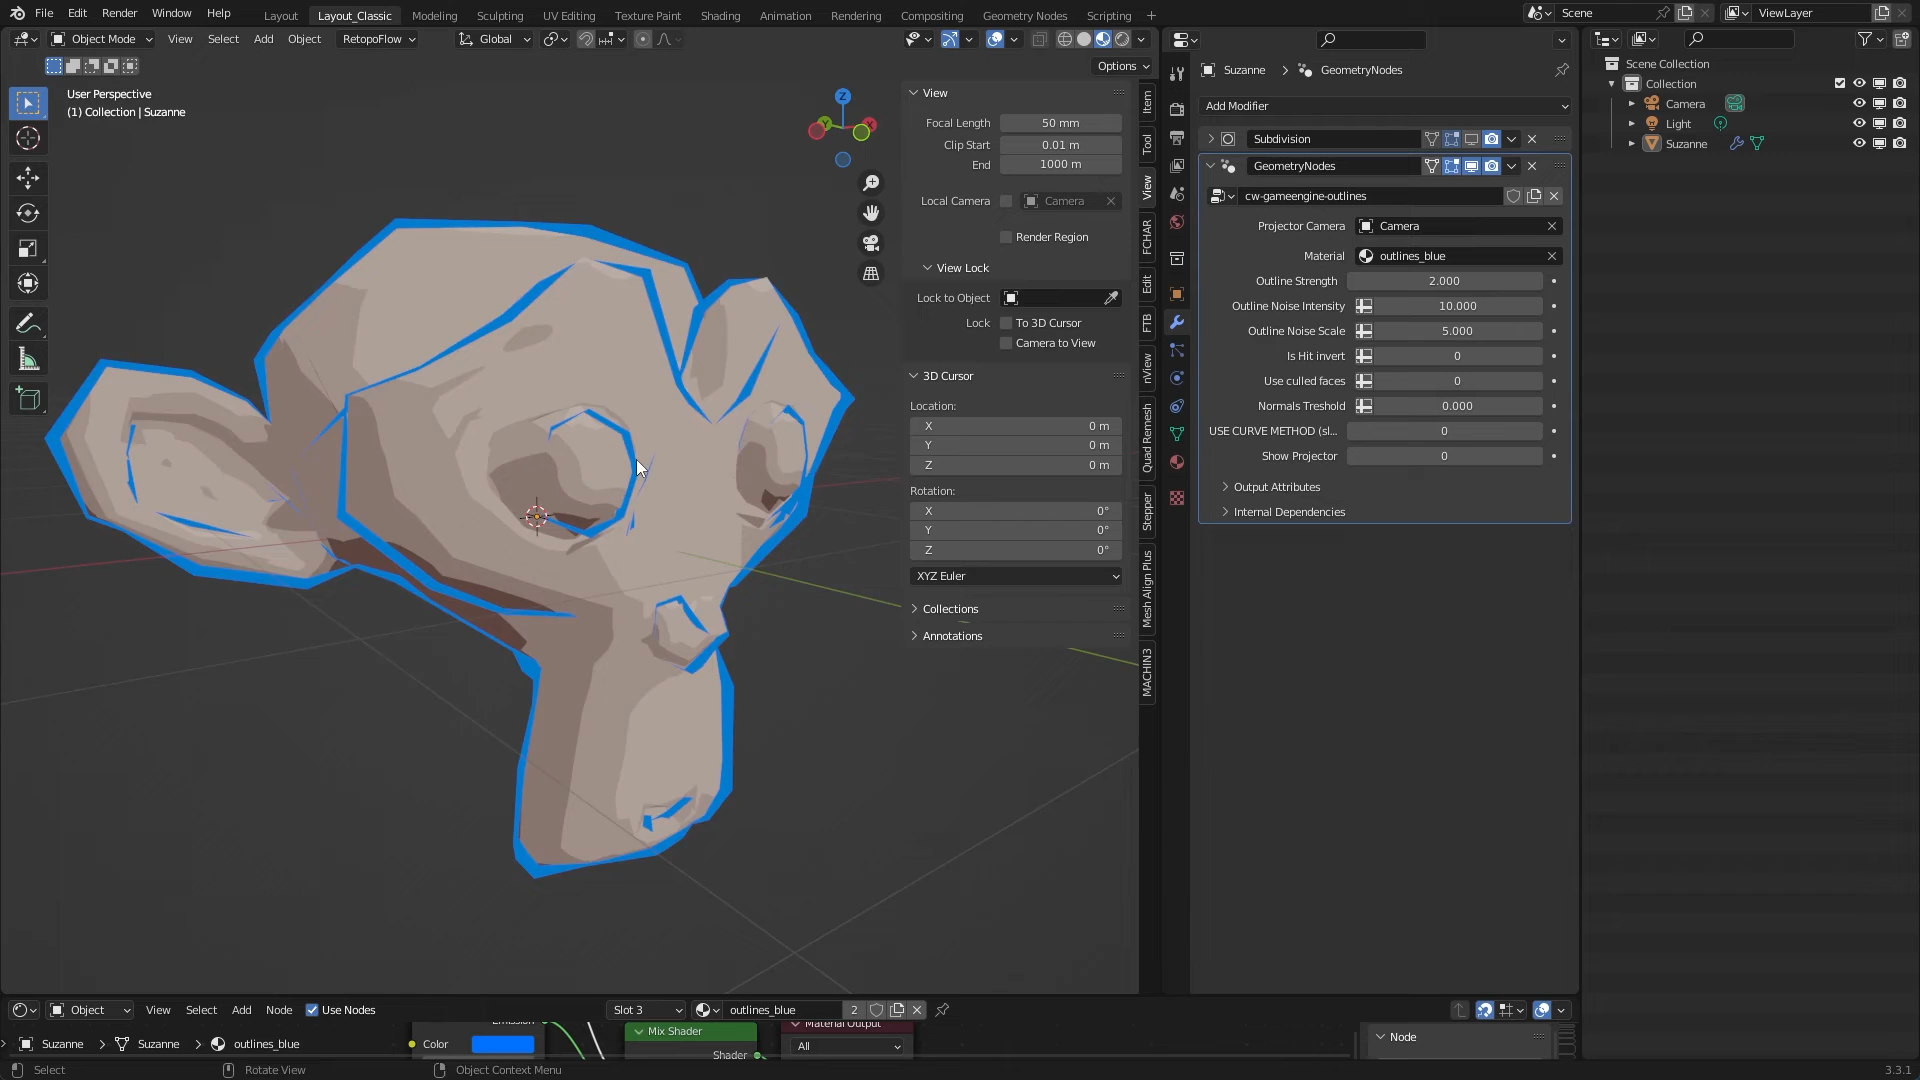 File Edit Render Window Help Layout Layout_Classic Modeling Sculpting UV Editing Texture Paint Shading Animation Rendering Compositing Geometry Nodes Scripting + Scene ViewLayer
Object Mode View Select Add Object RetopoFlow Global
Options
User Perspective
(1) Collection | Suzanne
Z
Y
X
View
Focal Length 50 mm
Clip Start 0.01 m
End 1000 m
Local Camera Camera
Render Region
View Lock
Lock to Object
Lock To 3D Cursor
Camera to View
3D Cursor
Location:
X 0 m
Y 0 m
Z 0 m
Rotation:
X 0°
Y 0°
Z 0°
XYZ Euler
Collections
Annotations
Item
Tool
View
FCHAR
Edit
FTB
nView
Quad Remesh
Stepper
Mesh Align Plus
MACHIN3
Suzanne > GeometryNodes
Add Modifier
Subdivision
GeometryNodes
cw-gameengine-outlines
Projector Camera Camera
Material outlines_blue
Outline Strength 2.000
Outline Noise Intensity 10.000
Outline Noise Scale 5.000
Is Hit invert 0
Use culled faces 0
Normals Treshold 0.000
USE CURVE METHOD (sl... 0
Show Projector 0
Output Attributes
Internal Dependencies
Scene Collection
Collection
Camera
Light
Suzanne
Object View Select Add Node Use Nodes Slot 3 outlines_blue 2
Suzanne > Suzanne > outlines_blue
Emission
Color
Mix Shader
Shader
Material Output
All
Node
Select Rotate View Object Context Menu 3.3.1